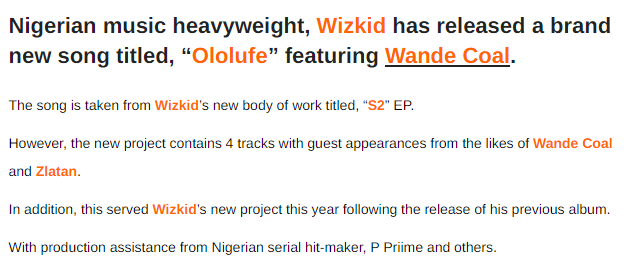 Nigerian music heavyweight, Wizkid has released a brand
new song titled, “Ololufe” featuring Wande Coal.
The song is taken from Wizkid’s new body of work titled, “S2” EP.
However, the new project contains 4 tracks with guest appearances from the likes of Wande Coal
and Zlatan.
In addition, this served Wizkid’s new project this year following the release of his previous album.
With production assistance from Nigerian serial hit-maker, P Priime and others.